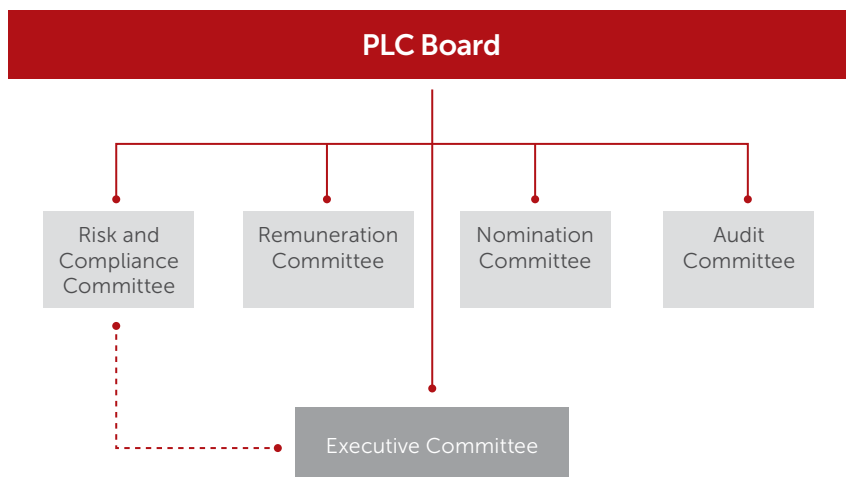 PLC Board
Risk and
Compliance
Committee
Remuneration
Committee
Nomination
Committee
Audit
Committee
Executive Committee